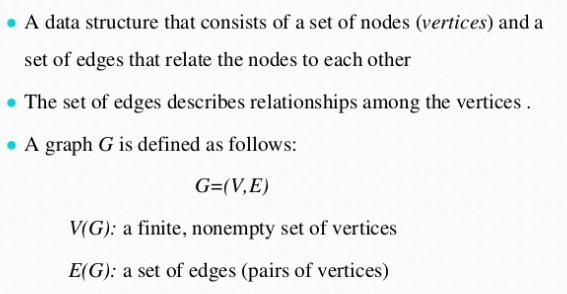 • A data structure that consists of a set of nodes (vertices) and a
set of edges that relate the nodes to each other
• The set of edges describes relationships among the vertices .
• A graph G is defined as follows:
G=(V,E)
V(G): a finite, nonempty set of vertices
E(G): a set of edges (pairs of vertices)